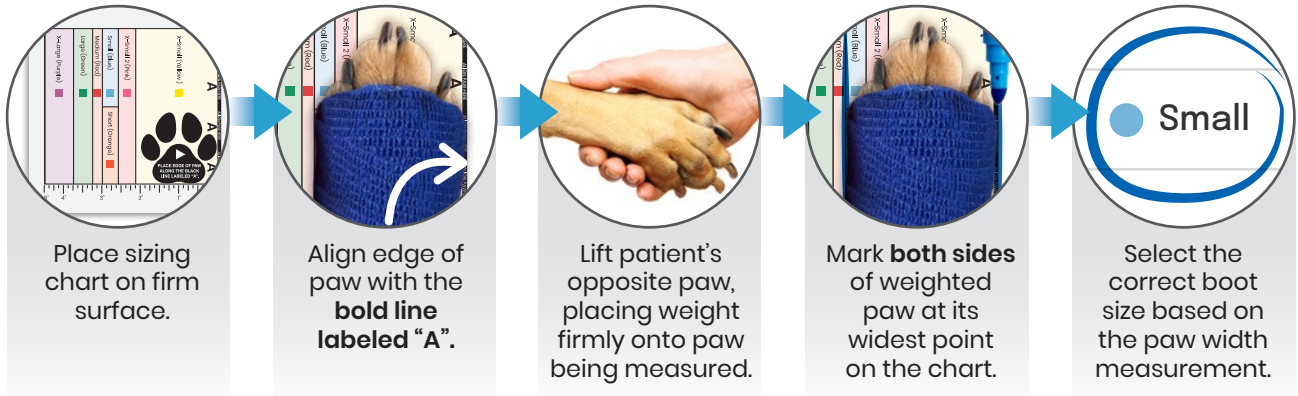 X-Large (Purple)
Large (Green)
Medium (Red)
Small (Blue)
Short (Orange)
X-Small 2 (Pink)
X-Small (Yellow)
A
A
A
PLACE EDGE OF PAW
ALONG THE BLACK
LINE LABELED "A".
4"
3"
2"
1"
Place sizing
chart on firm
surface.
A
Align edge of
paw with the
bold line
labeled “A”.
Lift patient’s
opposite paw,
placing weight
firmly onto paw
being measured.
A
Mark both sides
of weighted
paw at its
widest point
on the chart.
Small
Select the
correct boot
size based on
the paw width
measurement.